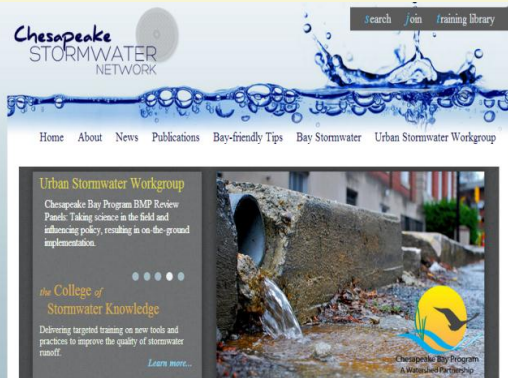 search join training library
Chesapeake
STORMWATER
NETWORK
Home About News Publications Bay-friendly Tips Bay Stormwater Urban Stormwater Workgroup
Urban Stormwater Workgroup
Chesapeake Bay Program BMP Review
Panels: Taking science in the field and
influencing policy, resulting in on-the-ground
implementation.
the College of
Stormwater Knowledge
Delivering targeted training on new tools and
practices to improve the quality of stormwater
runoff.
Learn more...
Chesapeake Bay Program
A Watershed Partnership